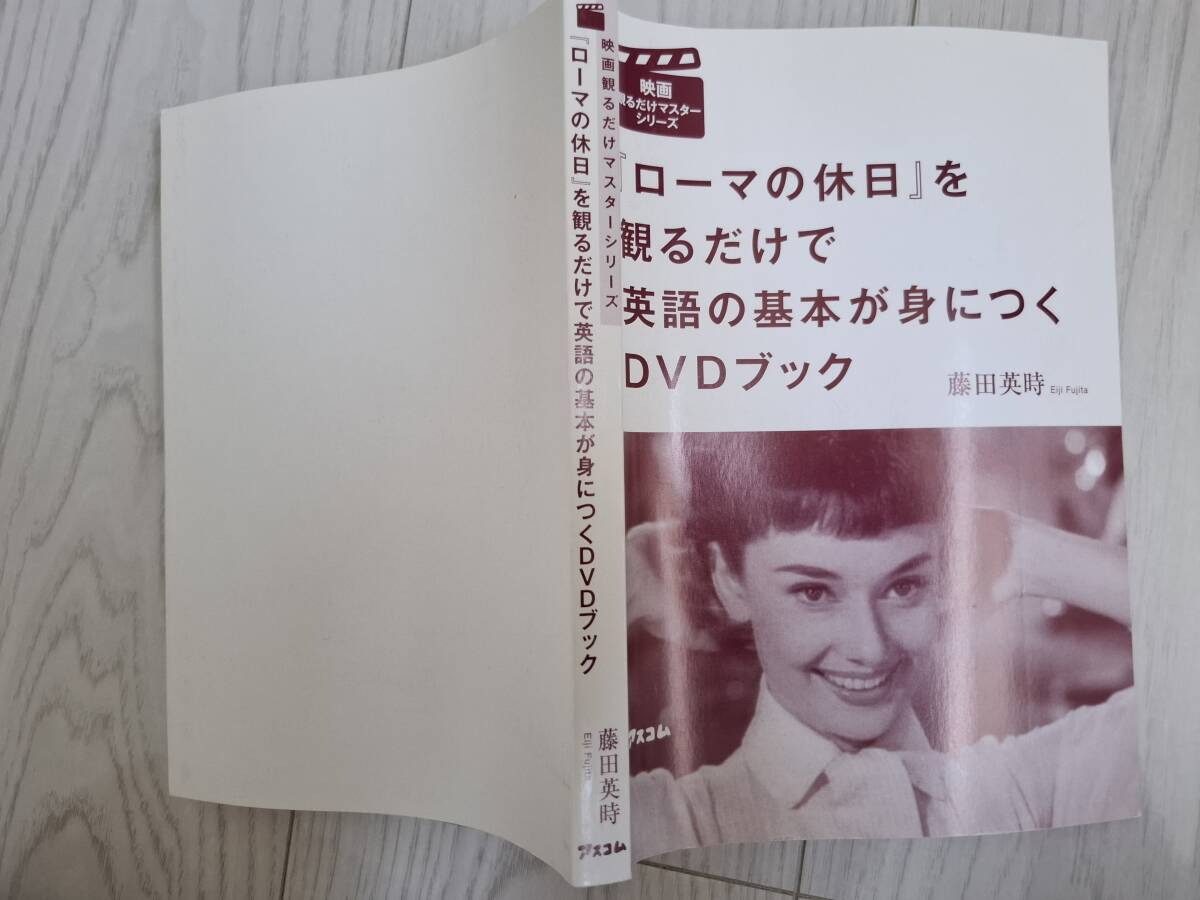 映画観るだけマスターシリーズ
『ローマの休日』を観るだけで英語の基本が身につくDVDブック
藤田英時
Eiji Fujita
アスコム
映画
観るだけマスター
シリーズ
『ローマの休日』を
観るだけで
英語の基本が身につく
DVDブック
藤田英時 Eiji Fujita
アスコム